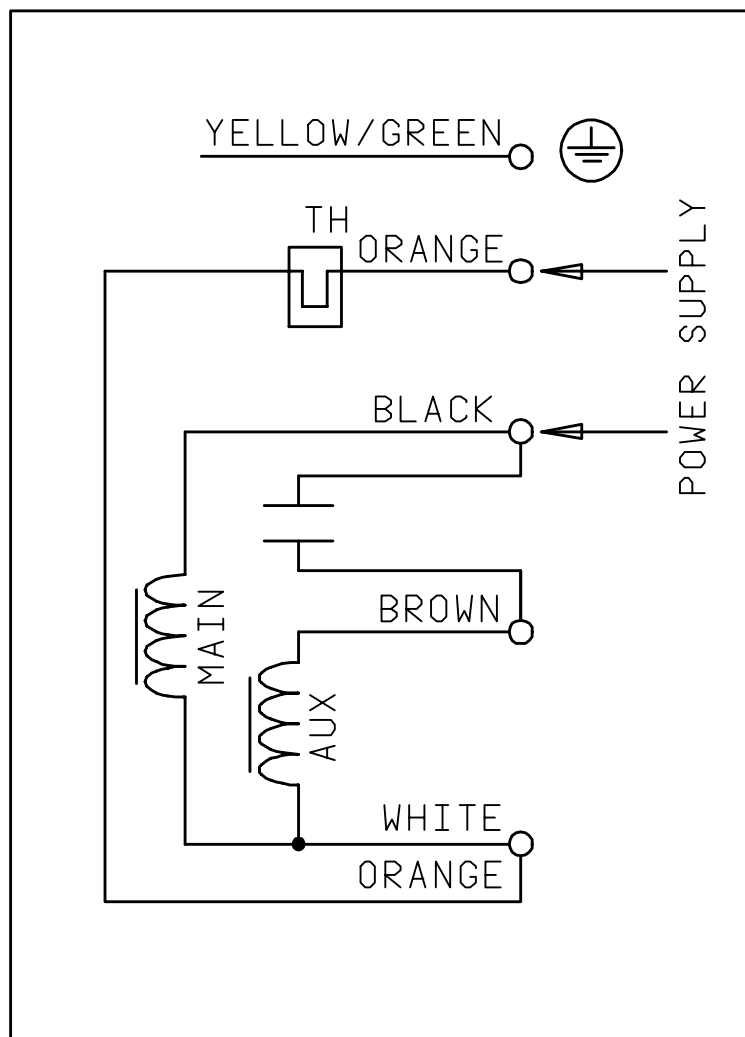 YELLOW/GREEN
TH
ORANGE
POWER SUPPLY
BLACK
BROWN
MAIN
AUX
WHITE
ORANGE